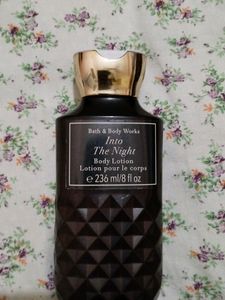 Bath & Body Works
Into
The Night
Body Lotion
Lotion pour le corps
℮ 236 ml/8 fl oz